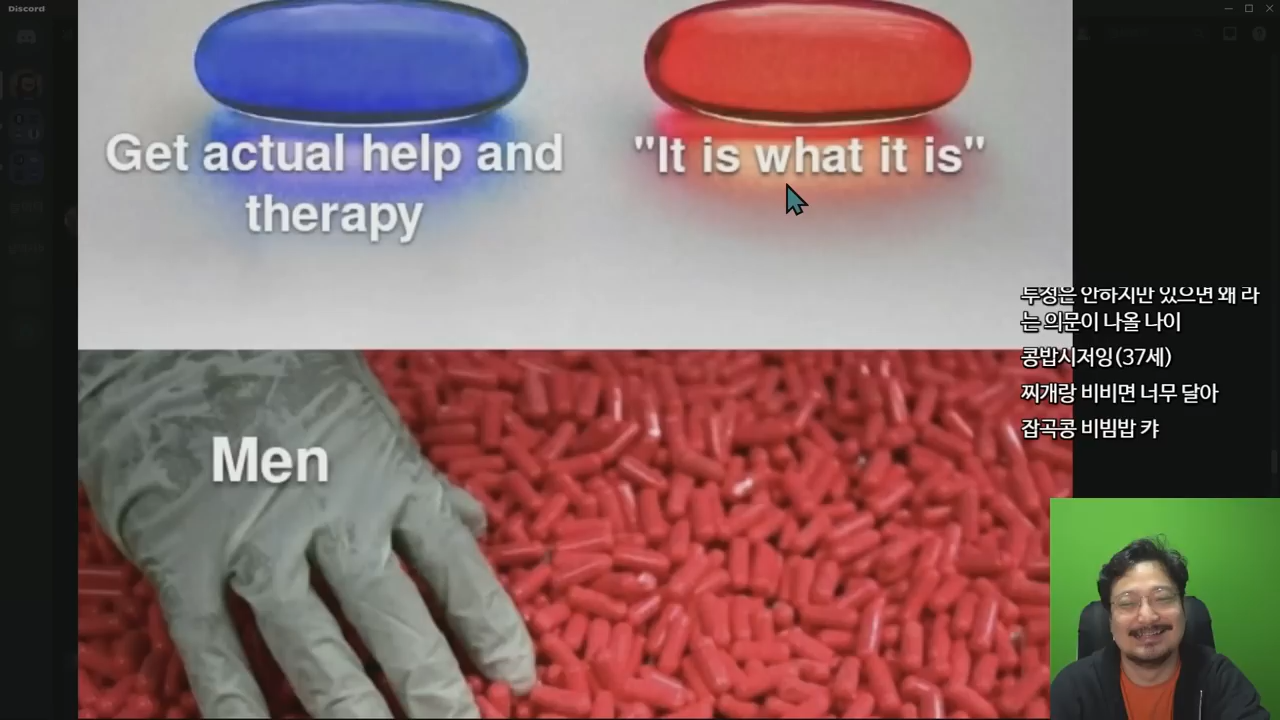 Discord
Get actual help and
therapy
"It is what it is"
Men
투정은 안하지만 있으면 왜 라
는 의문이 나올 나이
콩밥시저잉(37세)
찌개랑 비비면 너무 달아
잡곡콩 비빔밥 캬